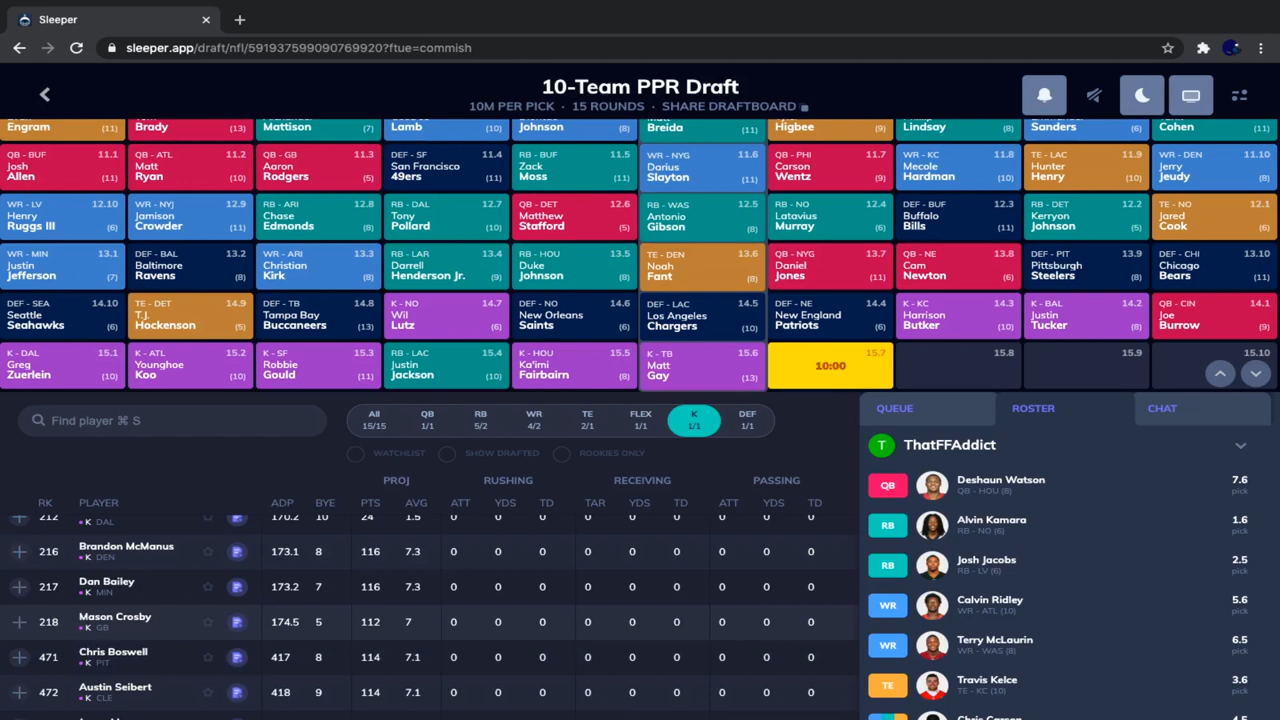 Sleeper
sleeper.app/draft/nfl/591937599090769920?ftue=commish
10-Team PPR Draft
10M PER PICK · 15 ROUNDS · SHARE DRAFTBOARD
Engram (11) Brady (13) Mattison (7) Lamb (10) Johnson (8) Breida (11) Higbee (9) Lindsay (8) Sanders (6) Cohen (11)
QB - BUF 11.1 QB - ATL 11.2 QB - GB 11.3 DEF - SF 11.4 RB - BUF 11.5 WR - NYG 11.6 QB - PHI 11.7 WR - KC 11.8 TE - LAC 11.9 WR - DEN 11.10
Josh Matt Aaron San Francisco Zack Darius Carson Mecole Hunter Jerry
Allen (11) Ryan (10) Rodgers (5) 49ers (11) Moss (11) Slayton (11) Wentz (9) Hardman (10) Henry (10) Jeudy (8)
WR - LV 12.10 WR - NYJ 12.9 RB - ARI 12.8 RB - DAL 12.7 QB - DET 12.6 RB - WAS 12.5 RB - NO 12.4 DEF - BUF 12.3 RB - DET 12.2 TE - NO 12.1
Henry Jamison Chase Tony Matthew Antonio Latavius Buffalo Kerryon Jared
Ruggs III (6) Crowder (11) Edmonds (8) Pollard (10) Stafford (5) Gibson (8) Murray (6) Bills (11) Johnson (5) Cook (6)
WR - MIN 13.1 DEF - BAL 13.2 WR - ARI 13.3 RB - LAR 13.4 RB - HOU 13.5 TE - DEN 13.6 QB - NYG 13.7 QB - NE 13.8 DEF - PIT 13.9 DEF - CHI 13.10
Justin Baltimore Christian Darrell Duke Noah Daniel Cam Pittsburgh Chicago
Jefferson (7) Ravens (8) Kirk (8) Henderson Jr. (9) Johnson (8) Fant (8) Jones (11) Newton (6) Steelers (8) Bears (11)
DEF - SEA 14.10 TE - DET 14.9 DEF - TB 14.8 K - NO 14.7 DEF - NO 14.6 DEF - LAC 14.5 DEF - NE 14.4 K - KC 14.3 K - BAL 14.2 QB - CIN 14.1
Seattle T.J. Tampa Bay Wil New Orleans Los Angeles New England Harrison Justin Joe
Seahawks (6) Hockenson (5) Buccaneers (13) Lutz (6) Saints (6) Chargers (10) Patriots (6) Butker (10) Tucker (8) Burrow (9)
K - DAL 15.1 K - ATL 15.2 K - SF 15.3 RB - LAC 15.4 K - HOU 15.5 K - TB 15.6 15.7 15.8 15.9 15.10
Greg Younghoe Robbie Justin Ka'imi Matt 10:00
Zuerlein (10) Koo (10) Gould (11) Jackson (10) Fairbairn (8) Gay (13)
Find player ⌘ S
All QB RB WR TE FLEX K DEF
15/15 1/1 5/2 4/2 2/1 1/1 1/1 1/1
WATCHLIST SHOW DRAFTED ROOKIES ONLY
PROJ RUSHING RECEIVING PASSING
RK PLAYER ADP BYE PTS AVG ATT YDS TD TAR YDS TD ATT YDS TD
212 K DAL 170.2 10 24 1.5 0 0 0 0 0 0 0 0 0
216 Brandon McManus 173.1 8 116 7.3 0 0 0 0 0 0 0 0 0
K DEN
217 Dan Bailey 173.2 7 116 7.3 0 0 0 0 0 0 0 0 0
K MIN
218 Mason Crosby 174.5 5 112 7 0 0 0 0 0 0 0 0 0
K GB
471 Chris Boswell 417 8 114 7.1 0 0 0 0 0 0 0 0 0
K PIT
472 Austin Seibert 418 9 114 7.1 0 0 0 0 0 0 0 0 0
K CLE
QUEUE ROSTER CHAT
T ThatFFAddict
QB Deshaun Watson 7.6
QB - HOU (8) pick
RB Alvin Kamara 1.6
RB - NO (6) pick
RB Josh Jacobs 2.5
RB - LV (6) pick
WR Calvin Ridley 5.6
WR - ATL (10) pick
WR Terry McLaurin 6.5
WR - WAS (8) pick
TE Travis Kelce 3.6
TE - KC (10) pick